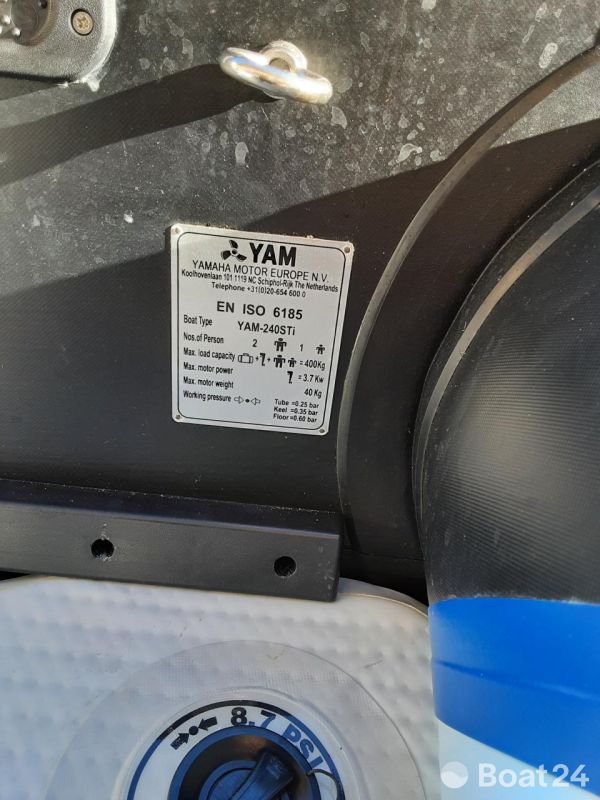 YAM
YAMAHA MOTOR EUROPE N.V.
Koolhovenlaan 101 1119 NC Schiphol-Rijk The Netherlands
Telephone +31(0)20-654 600 0
EN ISO 6185
Boat Type YAM-240STi
Nos.of Person 2 1
Max. load capacity + + = 400Kg
Max. motor power = 3.7 Kw
Max. motor weight 40 Kg
Working pressure Tube =0.25 bar
Keel =0.35 bar
Floor =0.60 bar
8.7 PSI
Boat24